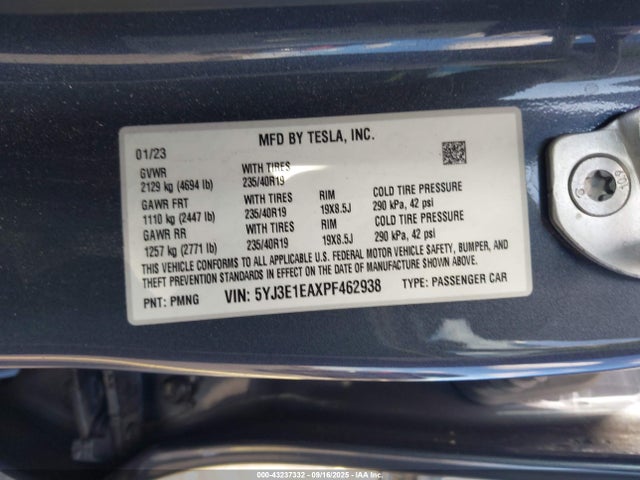 MFD BY TESLA, INC.
01/23
GVWR WITH TIRES
2129 kg (4694 lb) 235/40R19
GAWR FRT WITH TIRES RIM COLD TIRE PRESSURE
1110 kg (2447 lb) 235/40R19 19X8.5J 290 kPa, 42 psi
GAWR RR WITH TIRES RIM COLD TIRE PRESSURE
1257 kg (2771 lb) 235/40R19 19X8.5J 290 kPa, 42 psi
THIS VEHICLE CONFORMS TO ALL APPLICABLE U.S. FEDERAL MOTOR VEHICLE SAFETY, BUMPER, AND
THEFT PREVENTION STANDARDS IN EFFECT ON THE DATE OF MANUFACTURE SHOWN ABOVE.
PNT: PMNG VIN: 5YJ3E1EAXPF462938 TYPE: PASSENGER CAR
000-43237332 - 09/16/2025 - IAA Inc.